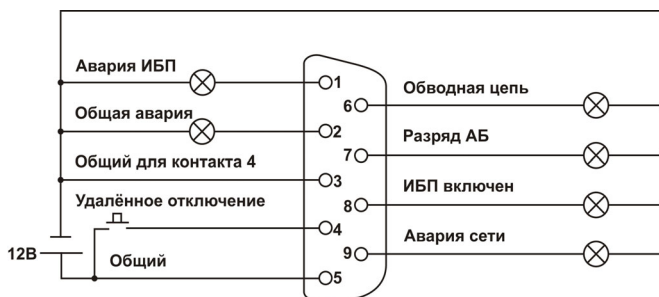 Авария ИБП
1
Обводная цепь
6
Общая авария
2
Разряд АБ
7
Общий для контакта 4
3
ИБП включен
8
Удалённое отключение
4
Авария сети
9
12В
Общий
5